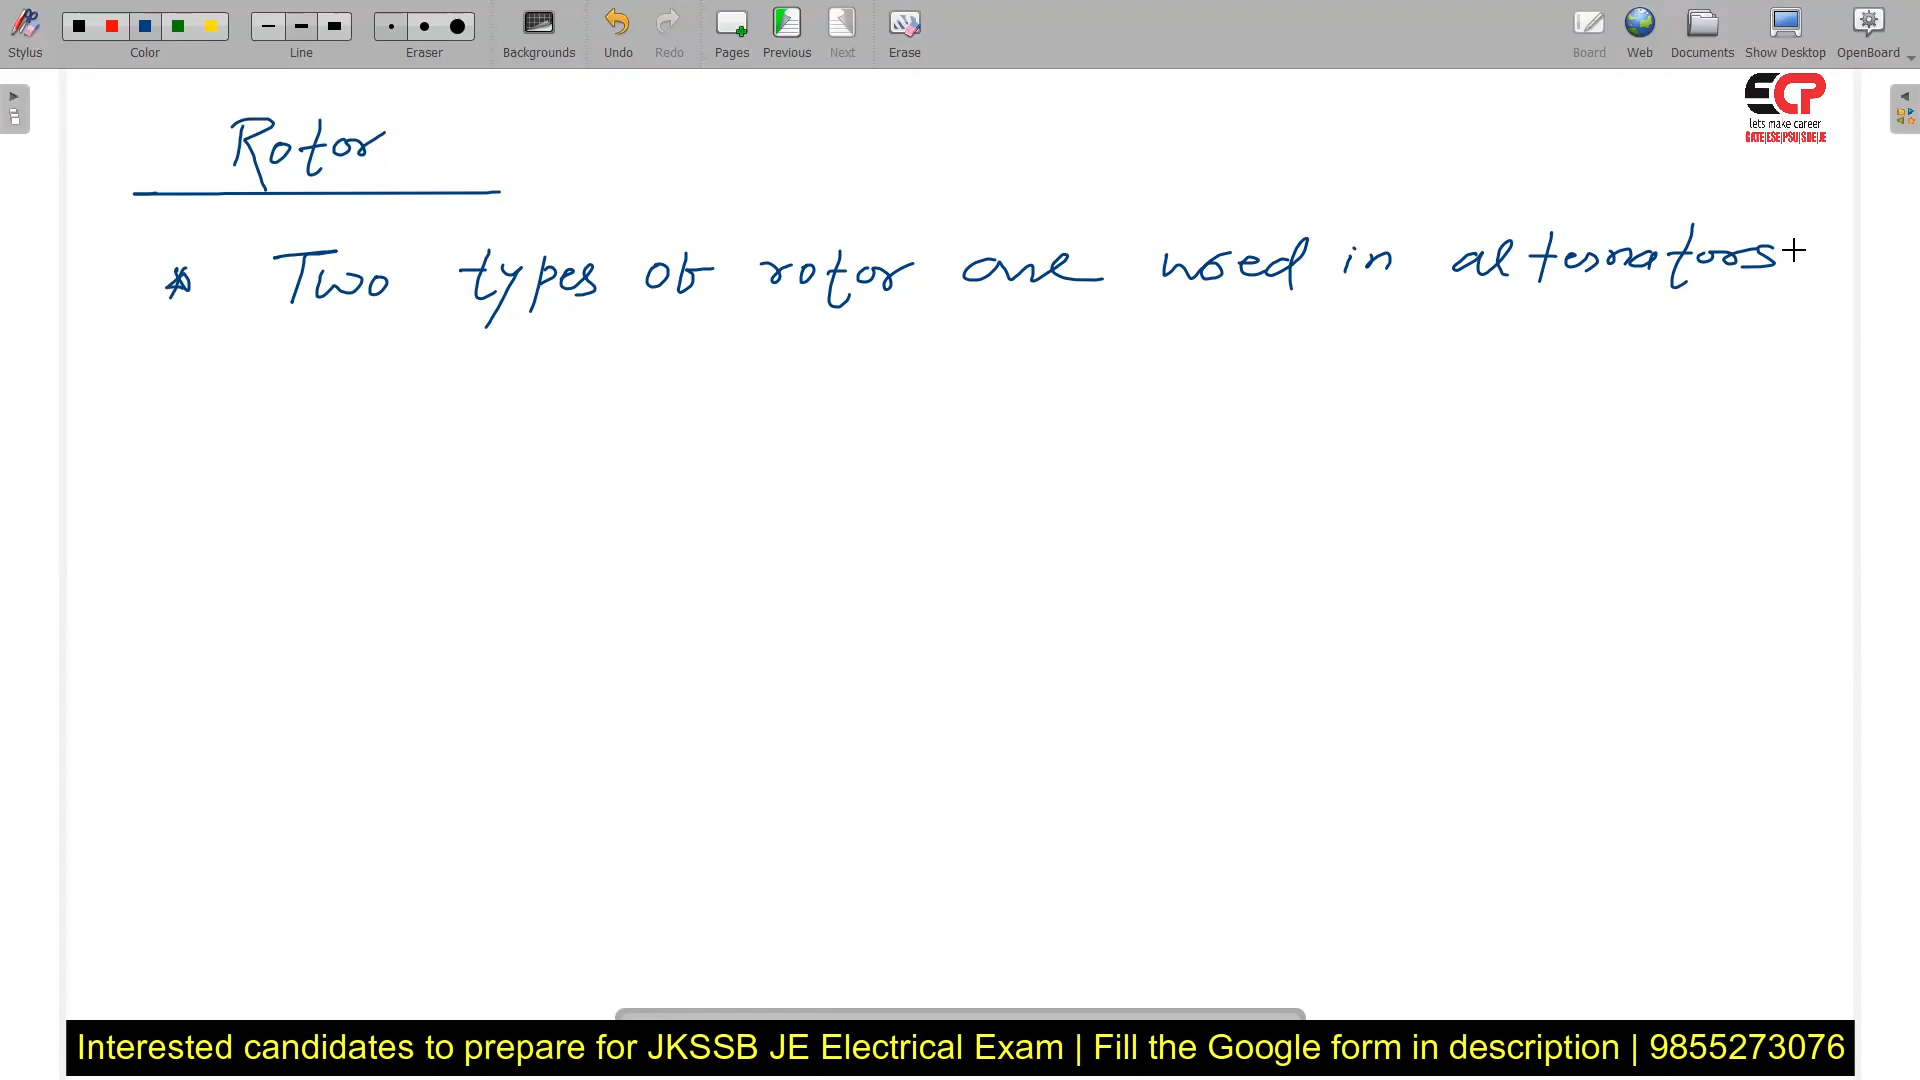 Stylus Color Line Eraser Backgrounds Undo Redo Pages Previous Next Erase Board Web Documents Show Desktop OpenBoard
ECP
lets make career
GATE|ESE|PSU|SDE|JE
Rotor
* Two types of rotor are used in alternators
Interested candidates to prepare for JKSSB JE Electrical Exam | Fill the Google form in description | 9855273076